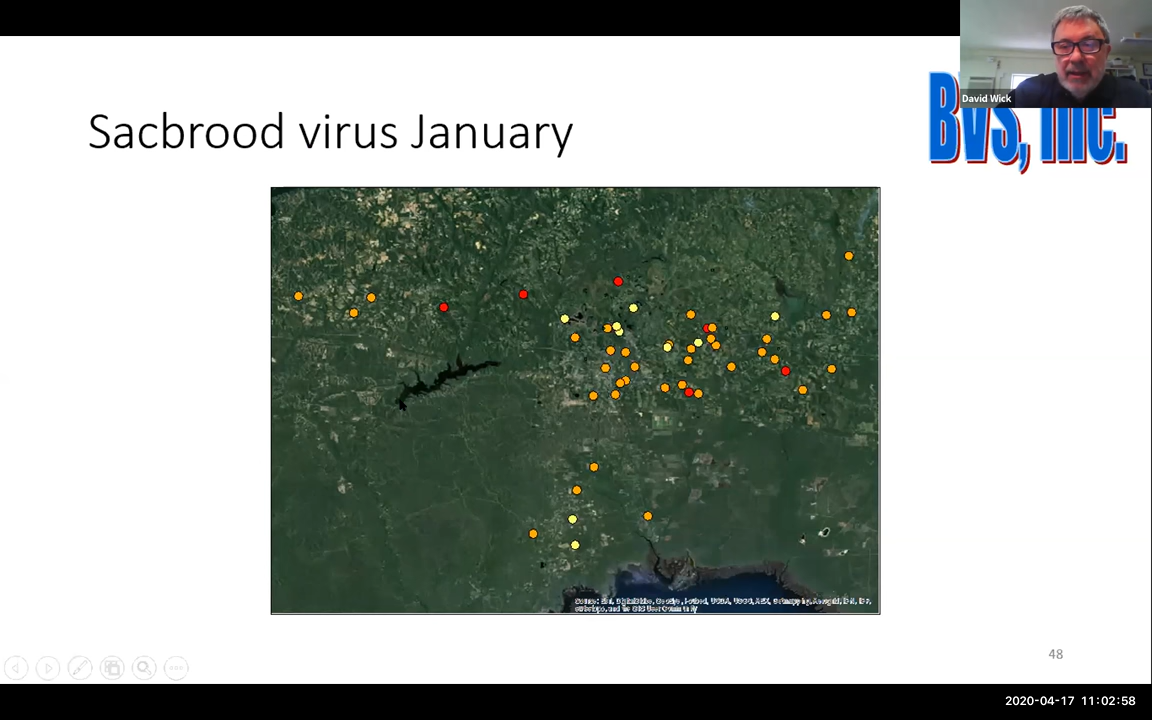 David Wick
BVS, Inc.
Sacbrood virus January
48
2020-04-17 11:02:58